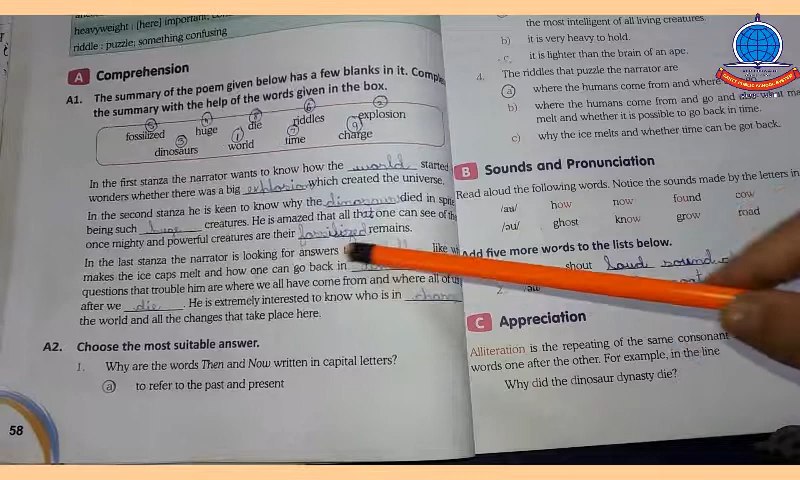 heavyweight : [here] important,
riddle : puzzle; something confusing
A Comprehension
A1. The summary of the poem given below has a few blanks in it. Comple
the summary with the help of the words given in the box.
fossilized huge die riddles explosion
dinosaurs world time charge
In the first stanza the narrator wants to know how the world started
wonders whether there was a big explosion which created the universe.
In the second stanza he is keen to know why the dinosaurs died in spite
being such huge creatures. He is amazed that all that one can see of the
once mighty and powerful creatures are their fossilized remains.
In the last stanza the narrator is looking for answers like
makes the ice caps melt and how one can go back in
questions that trouble him are where we all have come from and where all of
after we die. He is extremely interested to know who is in charg
the world and all the changes that take place here.
A2. Choose the most suitable answer.
1. Why are the words Then and Now written in capital letters?
a) to refer to the past and present
58
the most intelligent of all living creatures.
b) it is very heavy to hold.
c. it is lighter than the brain of an ape.
4. The riddles that puzzle the narrator are
a) where the humans come from and where
b) where the humans come from and go and also what ma
melt and whether it is possible to go back in time.
c) why the ice melts and whether time can be got back.
B Sounds and Pronunciation
Read aloud the following words. Notice the sounds made by the letters in
/aʊ/ how now found cow
/əʊ/ ghost know grow road
Add five more words to the lists below.
shout loud sound
2. /əʊ/
C Appreciation
Alliteration is the repeating of the same consonant
words one after the other. For example, in the line
Why did the dinosaur dynasty die?